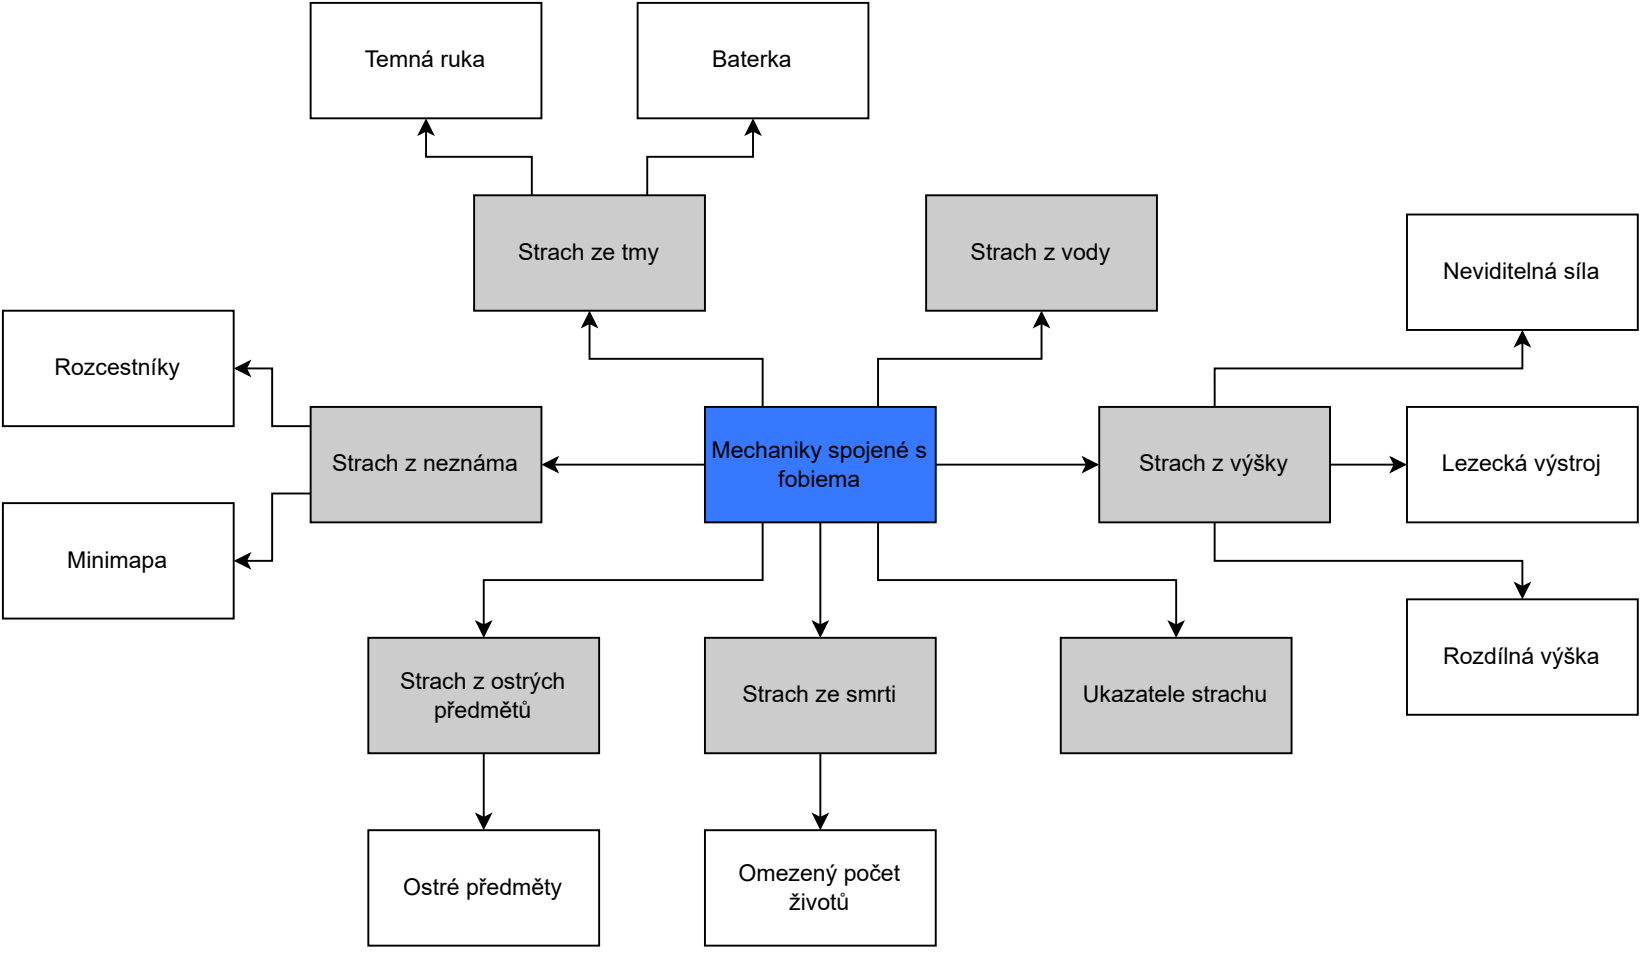 Temná ruka
Baterka
Strach ze tmy
Strach z vody
Neviditelná síla
Rozcestníky
Strach z neznáma
Mechaniky spojené s
fobiema
Strach z výšky
Lezecká výstroj
Minimapa
Rozdílná výška
Strach z ostrých
předmětů
Strach ze smrti
Ukazatele strachu
Ostré předměty
Omezený počet
životů